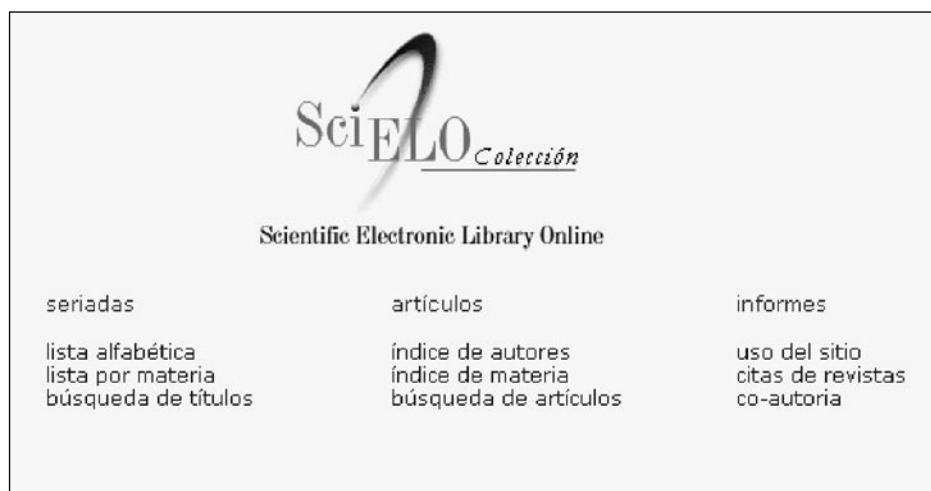 SciELO Colección
Scientific Electronic Library Online
seriadas
lista alfabética
lista por materia
búsqueda de títulos
artículos
índice de autores
índice de materia
búsqueda de artículos
informes
uso del sitio
citas de revistas
co-autoria